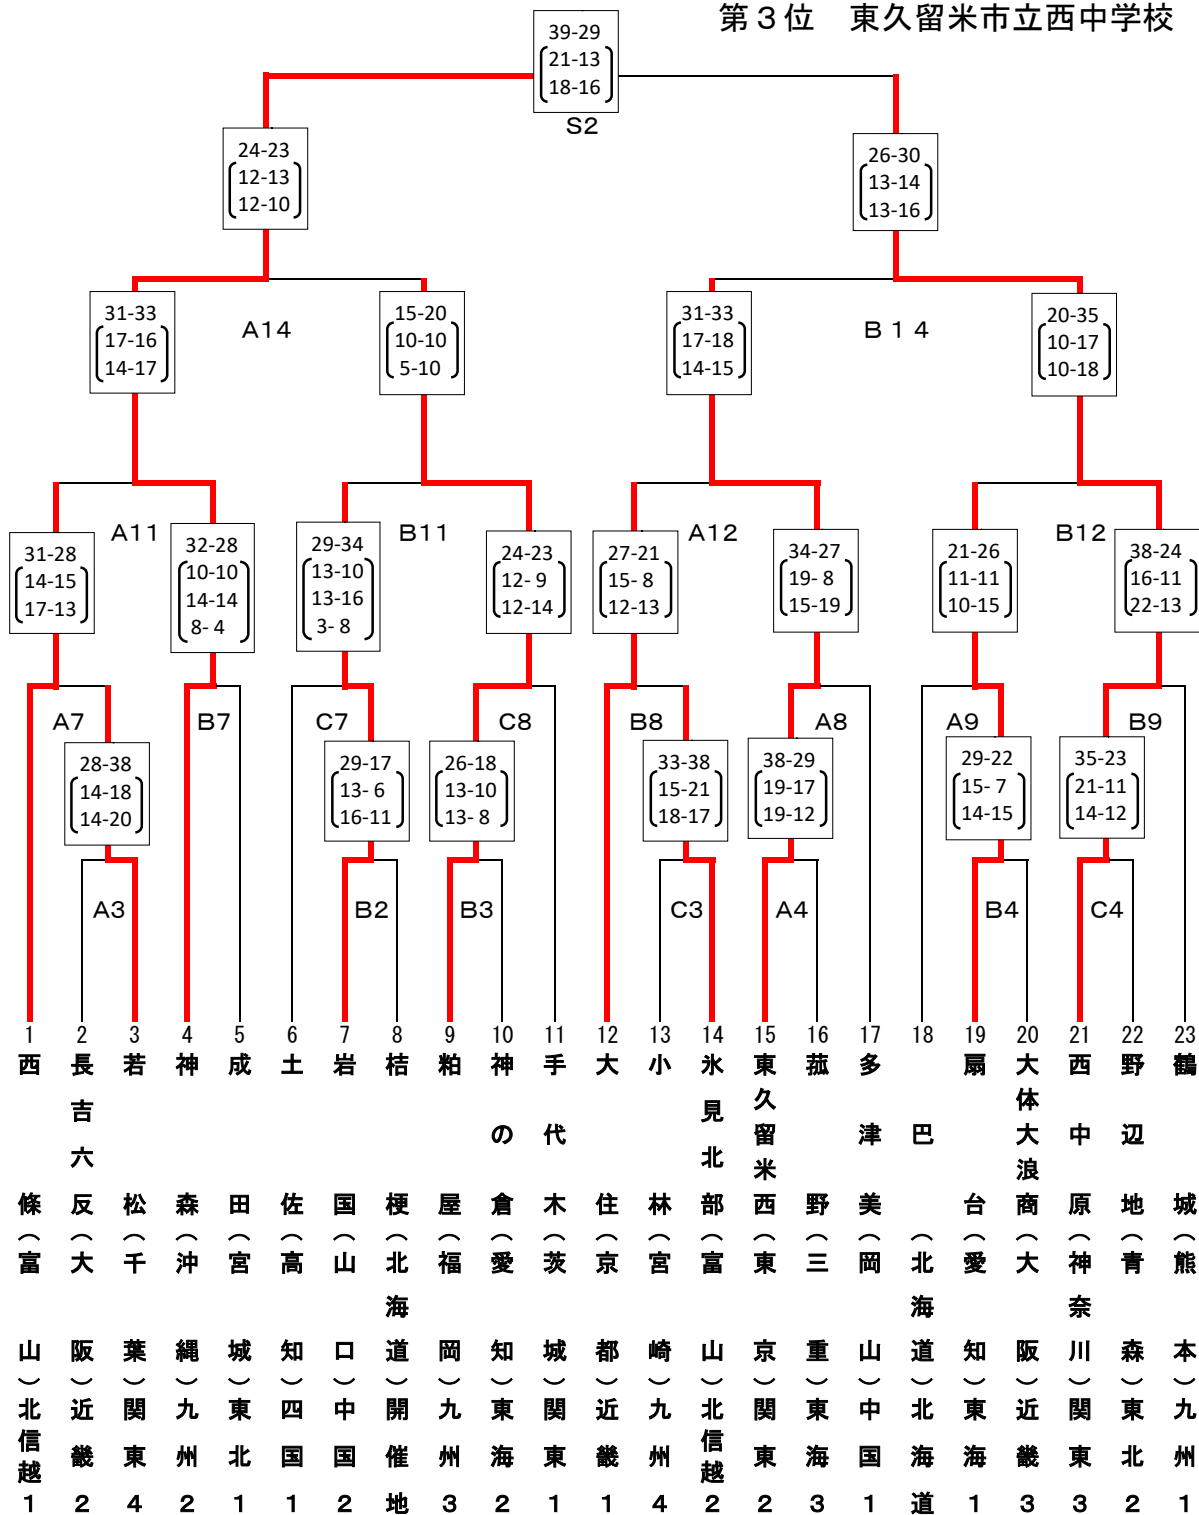 第３位　東久留米市立西中学校
39-29
21-13
18-16
S2
24-23
12-13
12-10
26-30
13-14
13-16
31-33
17-16
14-17
A14
15-20
10-10
5-10
31-33
17-18
14-15
B14
20-35
10-17
10-18
31-28
14-15
17-13
A11
32-28
10-10
14-14
8- 4
29-34
13-10
13-16
3- 8
B11
24-23
12- 9
12-14
27-21
15- 8
12-13
A12
34-27
19- 8
15-19
21-26
11-11
10-15
B12
38-24
16-11
22-13
A7
B7
C7
C8
B8
A8
A9
B9
28-38
14-18
14-20
29-17
13- 6
16-11
26-18
13-10
13- 8
33-38
15-21
18-17
38-29
19-17
19-12
29-22
15- 7
14-15
35-23
21-11
14-12
A3
B2
B3
C3
A4
B4
C4
1 西條（富山）北信越1
2 長吉六反（大阪）近畿2
3 若松（千葉）関東4
4 神森（沖縄）九州2
5 成田（宮城）東北1
6 土佐（高知）四国1
7 岩国（山口）中国2
8 桔梗（北海道）開催地
9 粕屋（福岡）九州3
10 神の倉（愛知）東海2
11 手代木（茨城）関東1
12 大住（京都）近畿1
13 小林（宮崎）九州4
14 氷見北部（富山）北信越2
15 東久留米西（東京）関東2
16 菰野（三重）東海3
17 多津美（岡山）中国1
18 巴（北海道）北海道
19 扇台（愛知）東海1
20 大体大浪商（大阪）近畿3
21 西中原（神奈川）関東3
22 野辺地（青森）東北2
23 鶴城（熊本）九州1